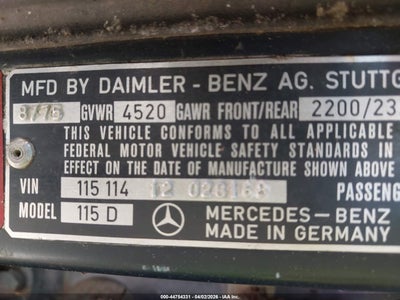 MFD BY DAIMLER - BENZ AG. STUTTG
8/75 GVWR 4520 GAWR FRONT/REAR 2200/23
THIS VEHICLE CONFORMS TO ALL APPLICABLE
FEDERAL MOTOR VEHICLE SAFETY STANDARDS IN
EFFECT ON THE DATE OF MANUFACTURE SHOWN ABOVE
VIN 115 114 12 PASSENG
MODEL 115 D MERCEDES-BENZ
MADE IN GERMANY
000-44754331 - 04/02/2026 - IAA Inc.